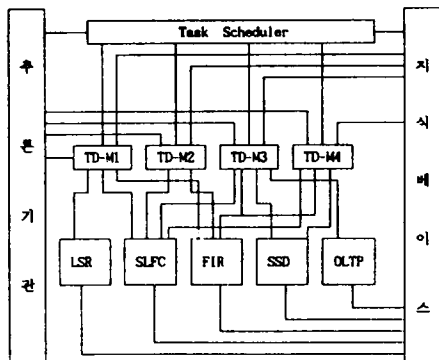 Task Scheduler
추
론
기
관
지
식
베
이
스
TD-M1 TD-M2 TD-M3 TD-M4
LSR SLFC FIR SSD OLTP